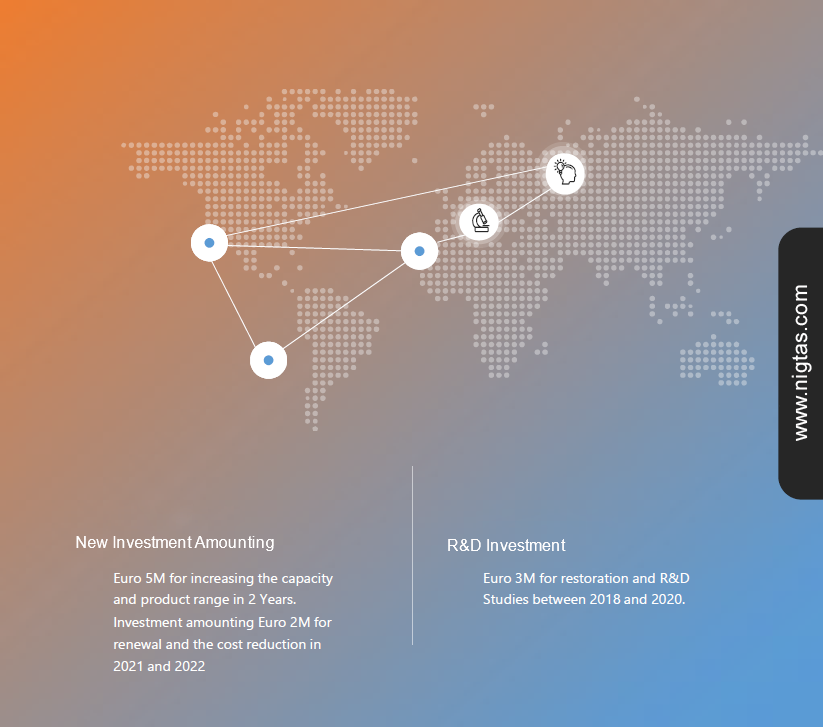 www.nigtas.com
New Investment Amounting
Euro 5M for increasing the capacity
and product range in 2 Years.
Investment amounting Euro 2M for
renewal and the cost reduction in
2021 and 2022
R&D Investment
Euro 3M for restoration and R&D
Studies between 2018 and 2020.